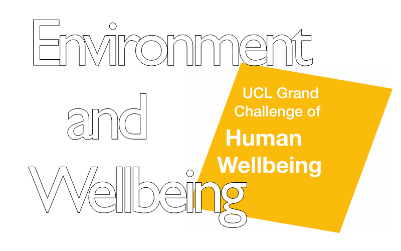 Environment
and
Wellbeing
UCL Grand
Challenge of
Human
Wellbeing